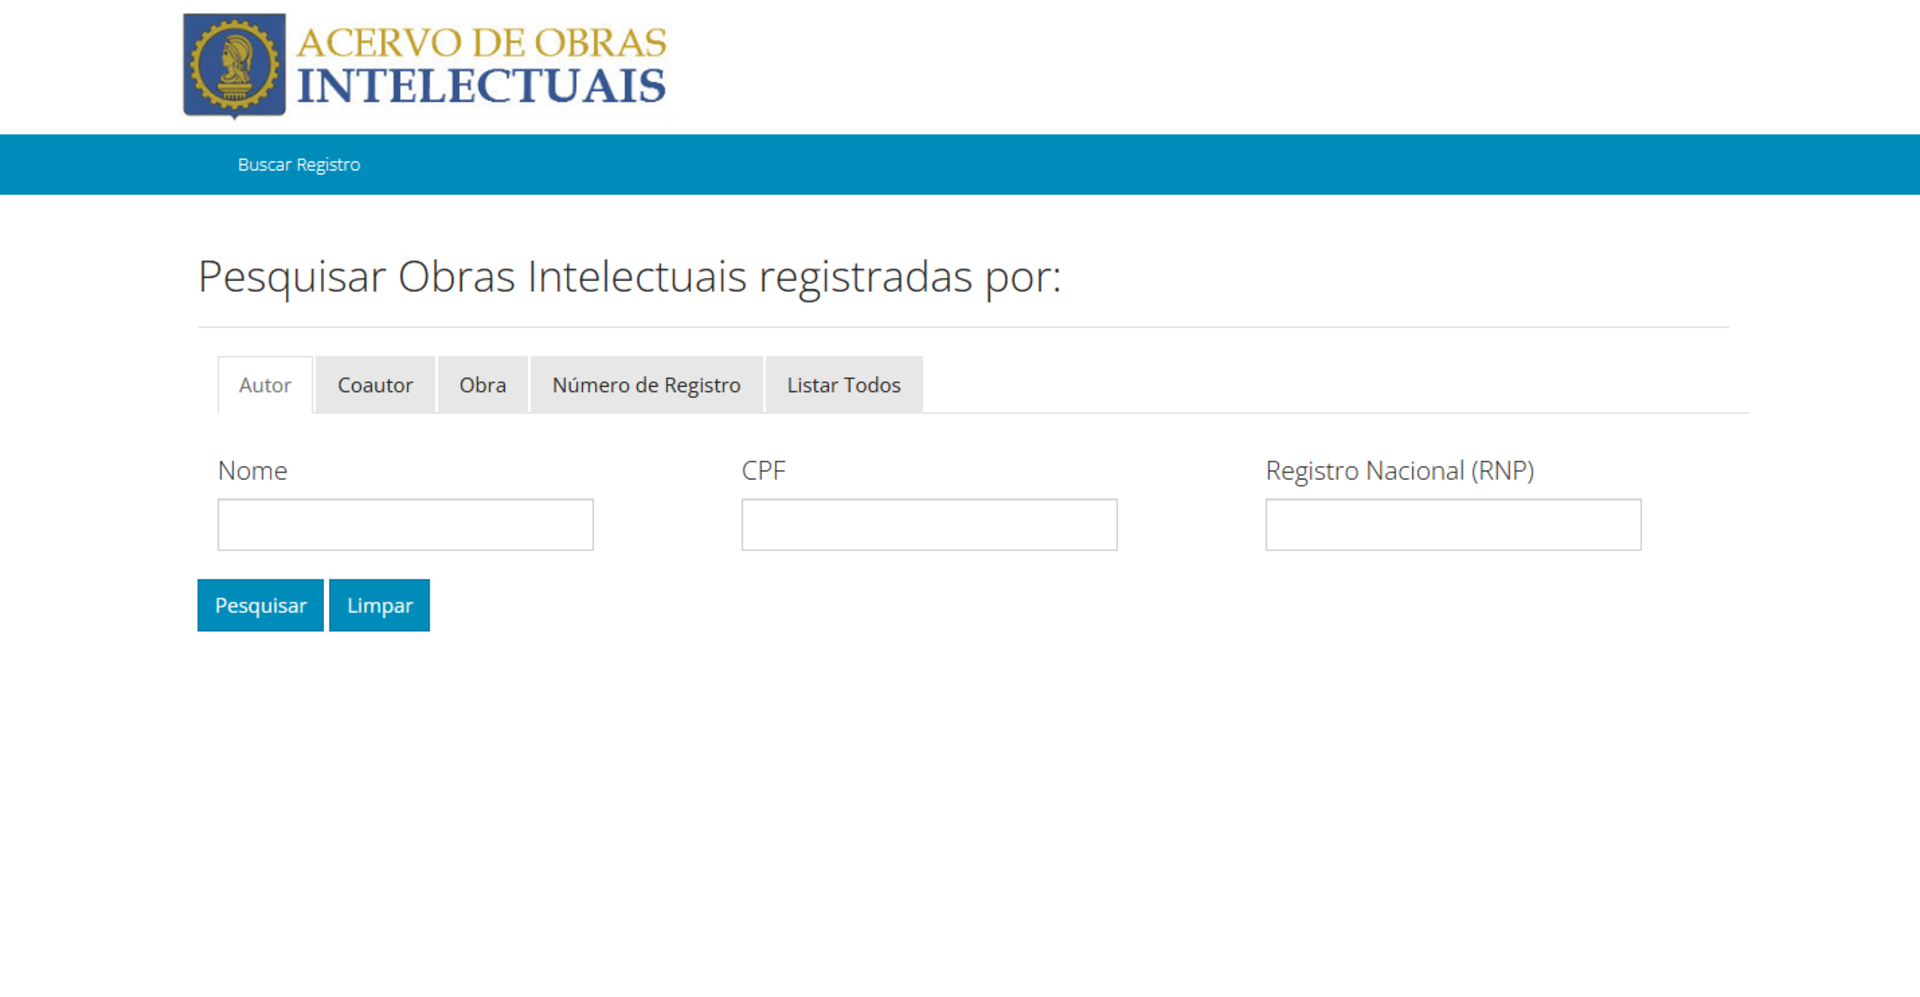 ACERVO DE OBRAS
INTELECTUAIS
Buscar Registro
Pesquisar Obras Intelectuais registradas por:
Autor Coautor Obra Número de Registro Listar Todos
Nome CPF Registro Nacional (RNP)
Pesquisar Limpar